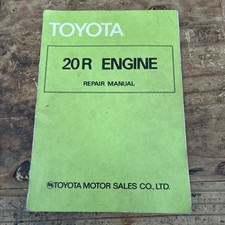 TOYOTA
20R ENGINE
REPAIR MANUAL
TOYOTA MOTOR SALES CO., LTD.